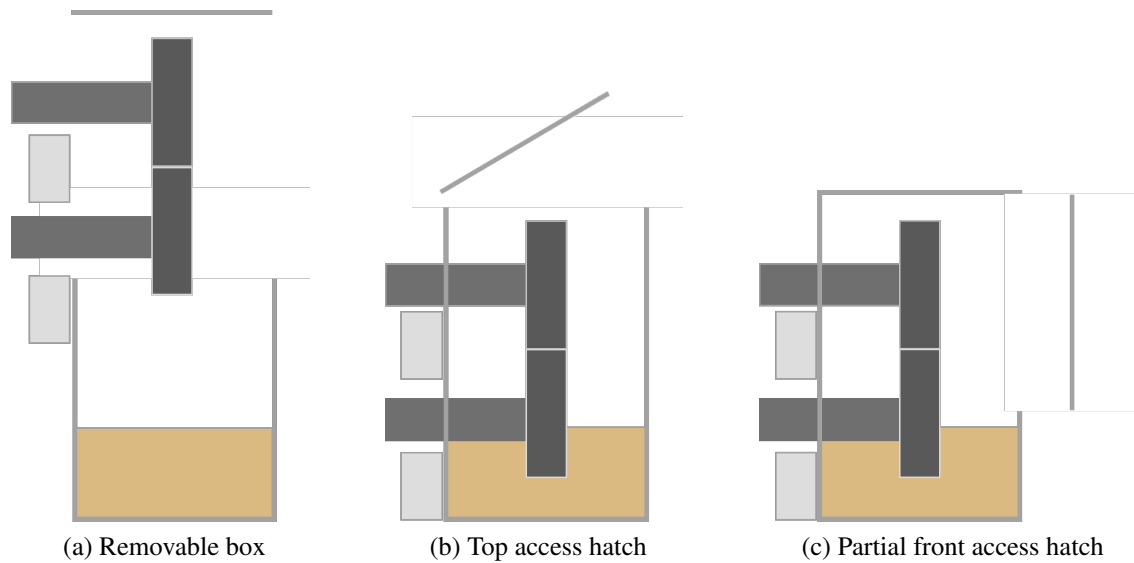 (a) Removable box
(b) Top access hatch
(c) Partial front access hatch